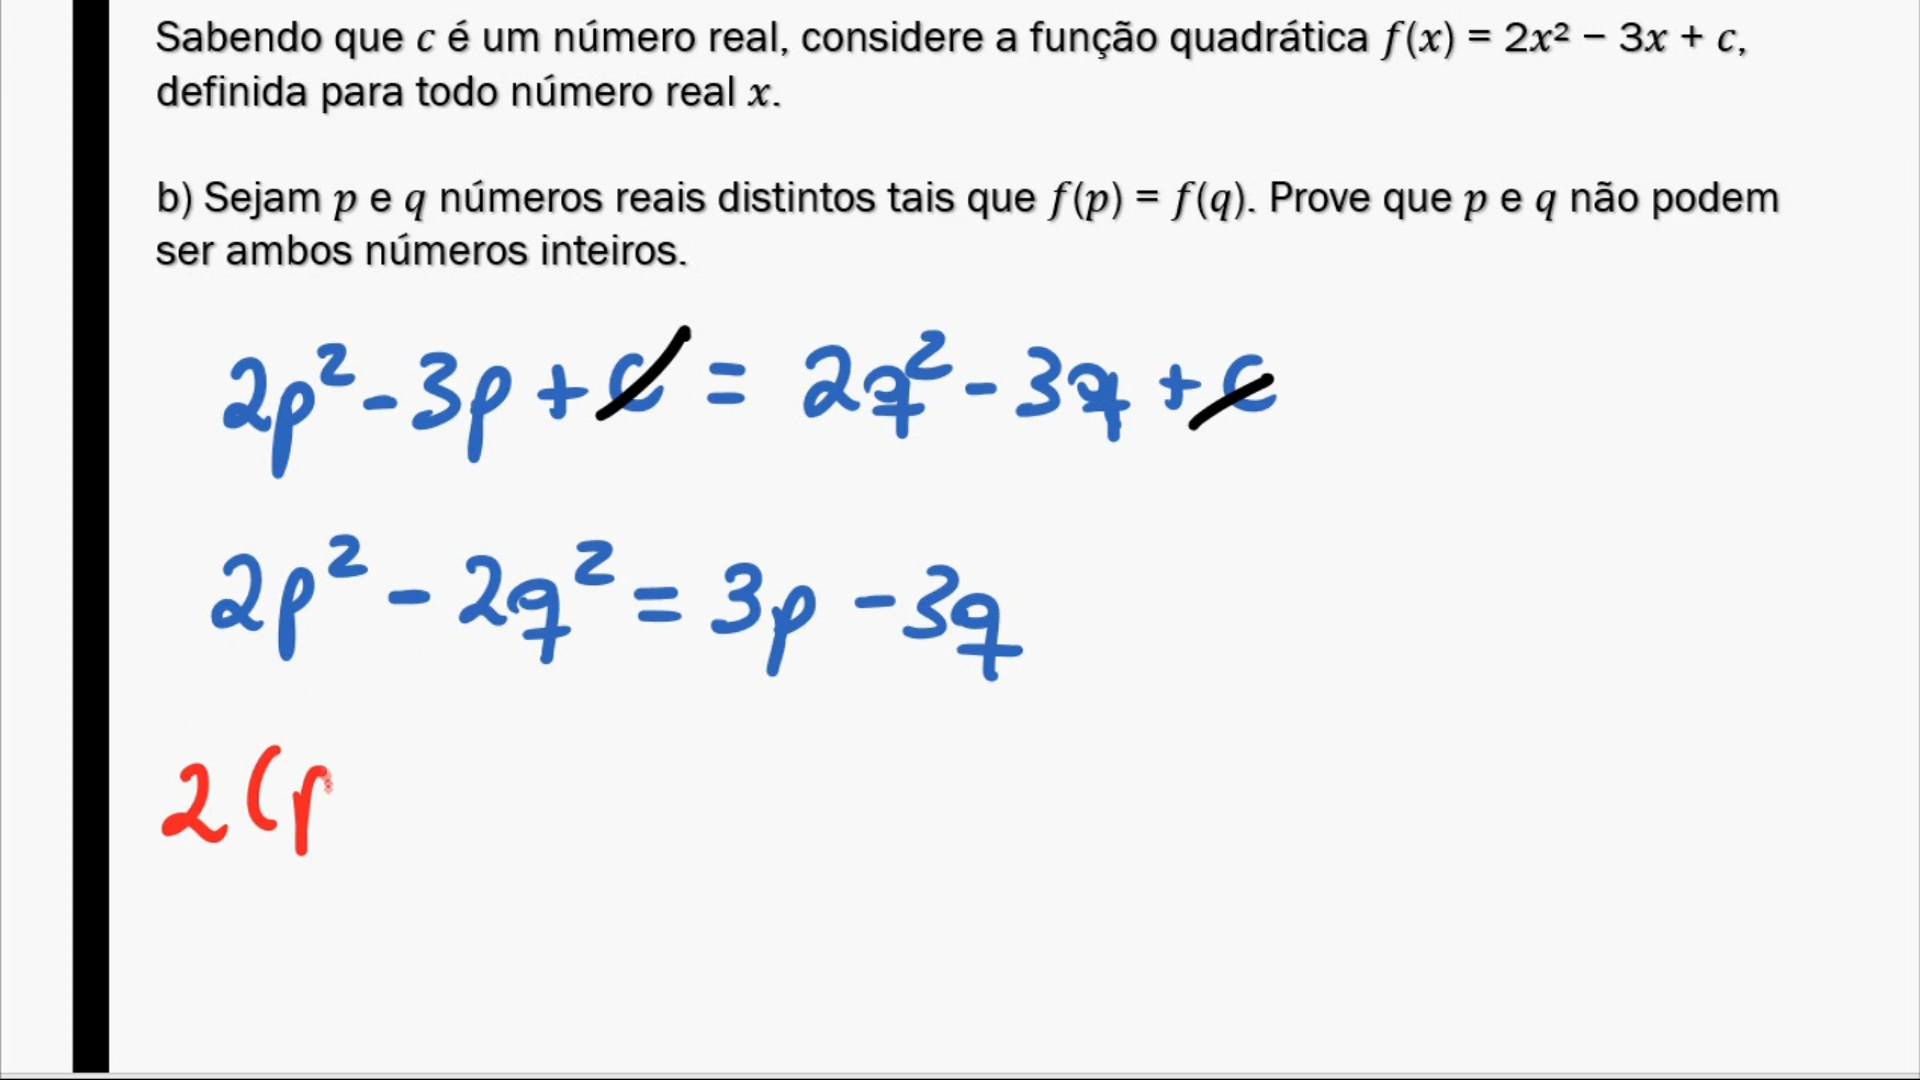 Sabendo que c é um número real, considere a função quadrática f(x) = 2x² − 3x + c,
definida para todo número real x.
b) Sejam p e q números reais distintos tais que f(p) = f(q). Prove que p e q não podem
ser ambos números inteiros.
2p² - 3p + c = 2q² - 3q + c
2p² - 2q² = 3p - 3q
2(p